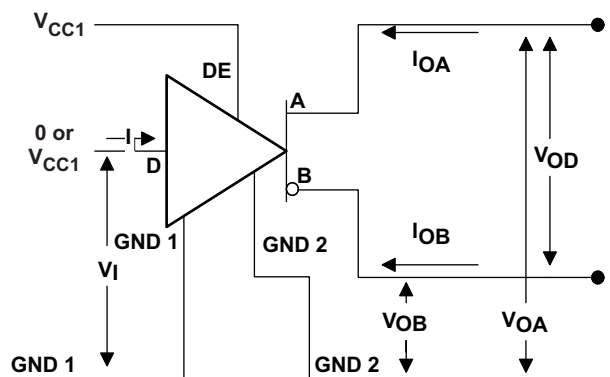 VCC1
DE
IOA
A
0 or
VCC1
I
D
VOD
B
GND 1
GND 2
IOB
VI
VOB
VOA
GND 1
GND 2